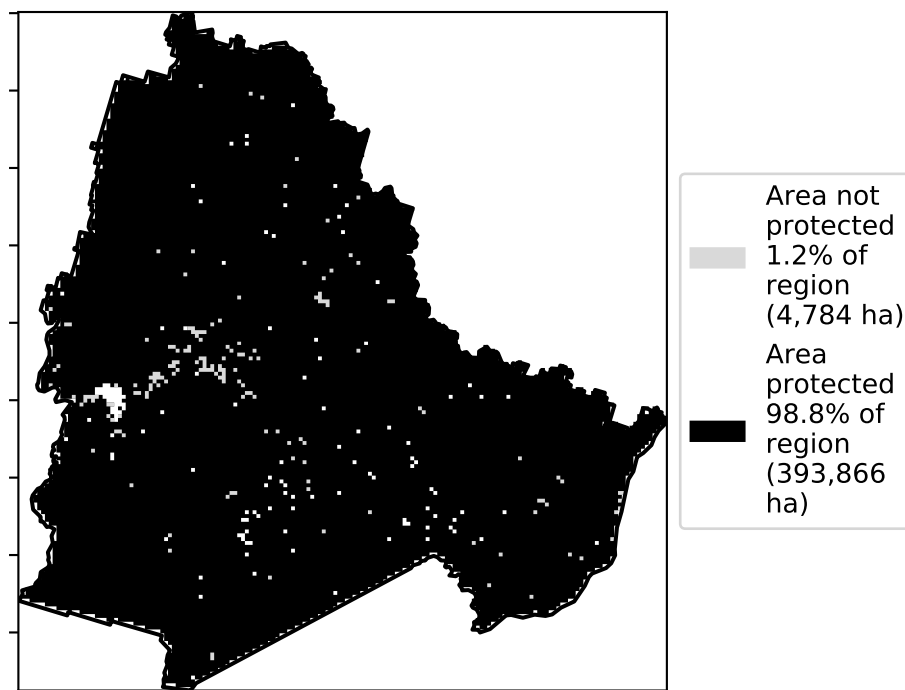 Area not
protected
1.2% of
region
(4,784 ha)
Area
protected
98.8% of
region
(393,866
ha)